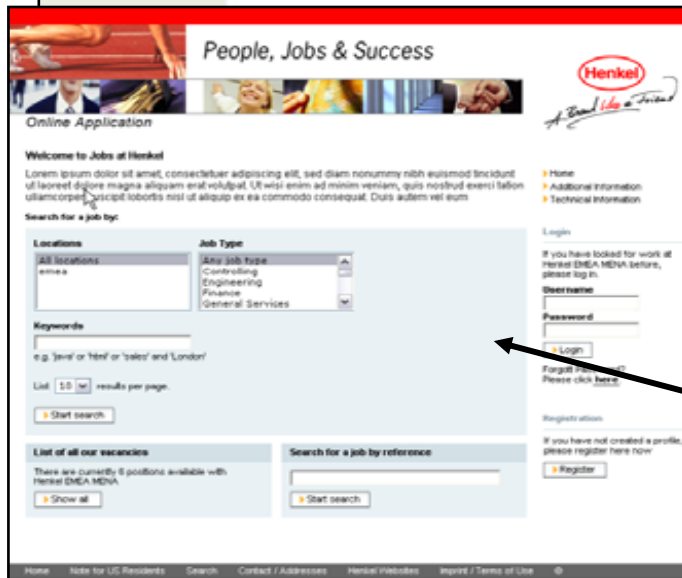 People, Jobs & Success
Henkel
A Brand like a Friend
Online Application
Welcome to Jobs at Henkel
Lorem ipsum dolor sit amet, consectetuer adipiscing elit, sed diam nonummy nibh euismod tincidunt
ut laoreet dolore magna aliquam erat volutpat. Ut wisi enim ad minim veniam, quis nostrud exerci tation
ullamcorper suscipit lobortis nisl ut aliquip ex ea commodo consequat. Duis autem vel eum
Search for a job by:
Locations
All locations
emea
Job Type
Any job type
Controlling
Engineering
Finance
General Services
Keywords
e.g. 'java' or 'html' or 'sales' and 'London'
List 10 results per page.
Start search
List of all our vacancies
There are currently 6 positions available with
Henkel EMEA MENA
Show all
Search for a job by reference
Start search
Home
Additional Information
Technical Information
Login
If you have looked for work at
Henkel EMEA MENA before,
please log in.
Username
Password
Login
Forgott Password?
Please click here
Registration
If you have not created a profile,
please register here now
Register
Home Note for US Residents Search Contact / Addresses Henkel Websites Imprint / Terms of Use ©